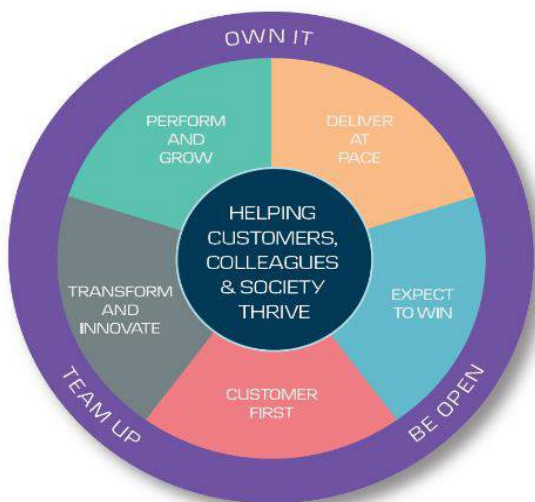 OWN IT
PERFORM
AND
GROW
DELIVER
AT
PACE
HELPING
CUSTOMERS,
COLLEAGUES
& SOCIETY
THRIVE
TRANSFORM
AND
INNOVATE
EXPECT
TO WIN
CUSTOMER
FIRST
TEAM UP
BE OPEN